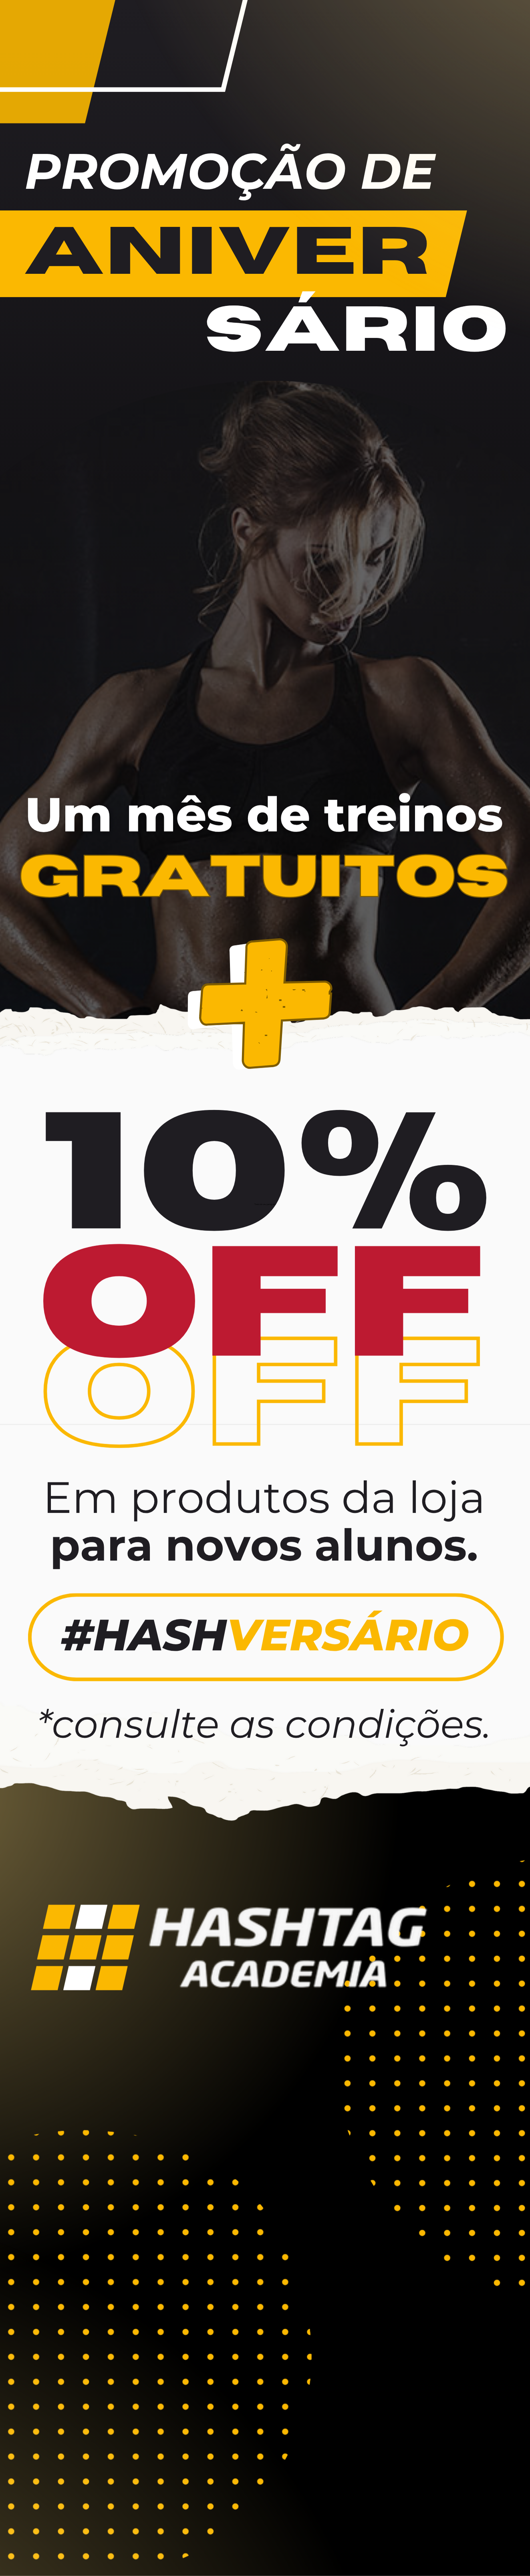 PROMOÇÃO DE
ANIVER
SÁRIO
Um mês de treinos
GRATUITOS
+
10%
OFF
OFF
Em produtos da loja
para novos alunos.
#HASHVERSÁRIO
*consulte as condições.
HASHTAG
ACADEMIA